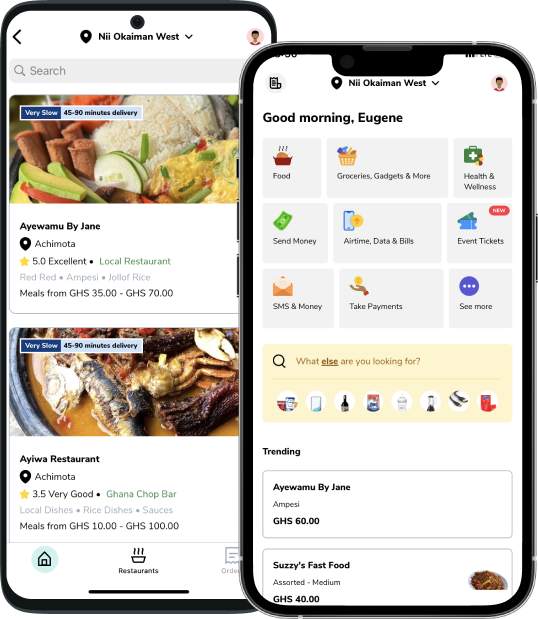 Nii Okaiman West
Search
Very Slow 45-90 minutes delivery
Ayewamu By Jane
Achimota
5.0 Excellent • Local Restaurant
Red Red • Ampesi • Jollof Rice
Meals from GHS 35.00 - GHS 70.00
Very Slow 45-90 minutes delivery
Ayiwa Restaurant
Achimota
3.5 Very Good • Ghana Chop Bar
Local Dishes • Rice Dishes • Sauces
Meals from GHS 10.00 - GHS 100.00
Restaurants
Nii Okaiman West
Good morning, Eugene
Food
Groceries, Gadgets & More
Health &
Wellness
Send Money
Airtime, Data & Bills
NEW
Event Tickets
SMS & Money
Take Payments
See more
What else are you looking for?
Trending
Ayewamu By Jane
Ampesi
GHS 60.00
Suzzy's Fast Food
Assorted - Medium
GHS 40.00